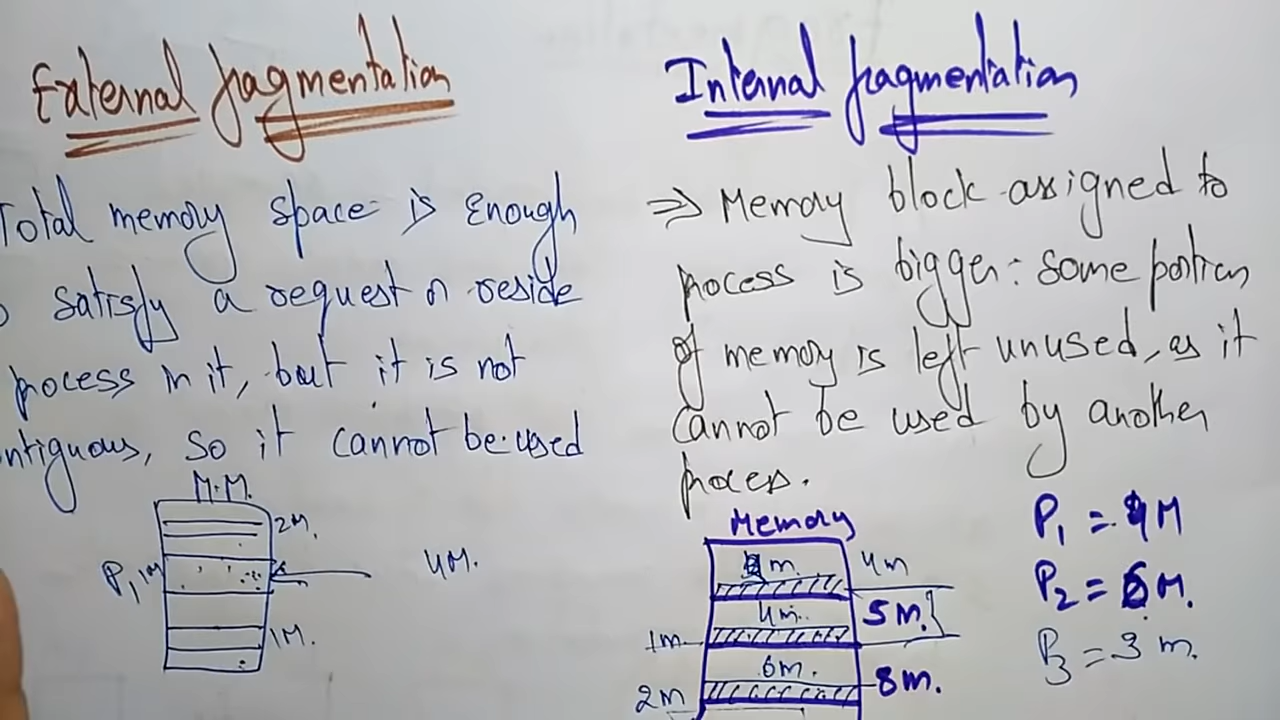 External fragmentation
Total memory space is Enough
satisfy a request or reside
process in it, but it is not
ntiguous, so it cannot be used
M.M.
2M.
P1 1M
4M.
1M.
Internal fragmentation
⇒ Memory block assigned to
process is bigger: some portion
of memory is left unused, as it
cannot be used by another
process.
Memory
m. 4m
4m. 5m.
1m
6m. 8m.
2m
P1 = 4M
P2 = 6M.
P3 = 3m.